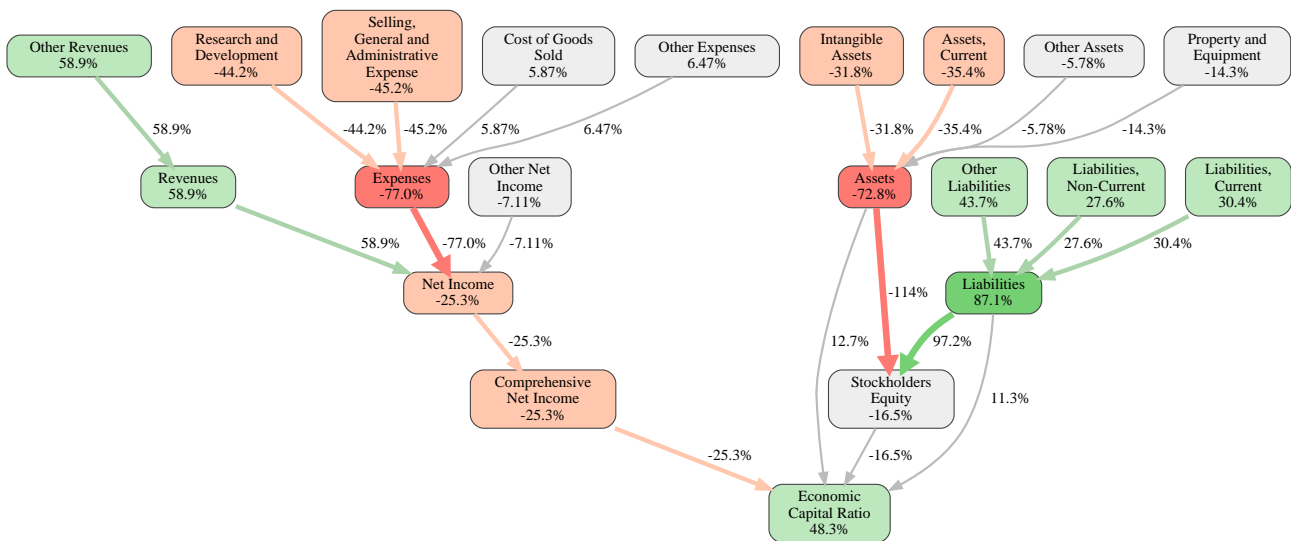 Other Revenues
58.9%
Research and
Development
-44.2%
Selling,
General and
Administrative
Expense
-45.2%
Cost of Goods
Sold
5.87%
Other Expenses
6.47%
Intangible
Assets
-31.8%
Assets,
Current
-35.4%
Other Assets
-5.78%
Property and
Equipment
-14.3%
58.9%
-44.2%
-45.2%
5.87%
6.47%
-31.8%
-35.4%
-5.78%
-14.3%
Revenues
58.9%
Expenses
-77.0%
Other Net
Income
-7.11%
Assets
-72.8%
Other
Liabilities
43.7%
Liabilities,
Non-Current
27.6%
Liabilities,
Current
30.4%
58.9%
-77.0%
-7.11%
43.7%
27.6%
30.4%
Net Income
-25.3%
-114%
Liabilities
87.1%
-25.3%
12.7%
97.2%
Comprehensive
Net Income
-25.3%
Stockholders
Equity
-16.5%
11.3%
-25.3%
-16.5%
Economic
Capital Ratio
48.3%